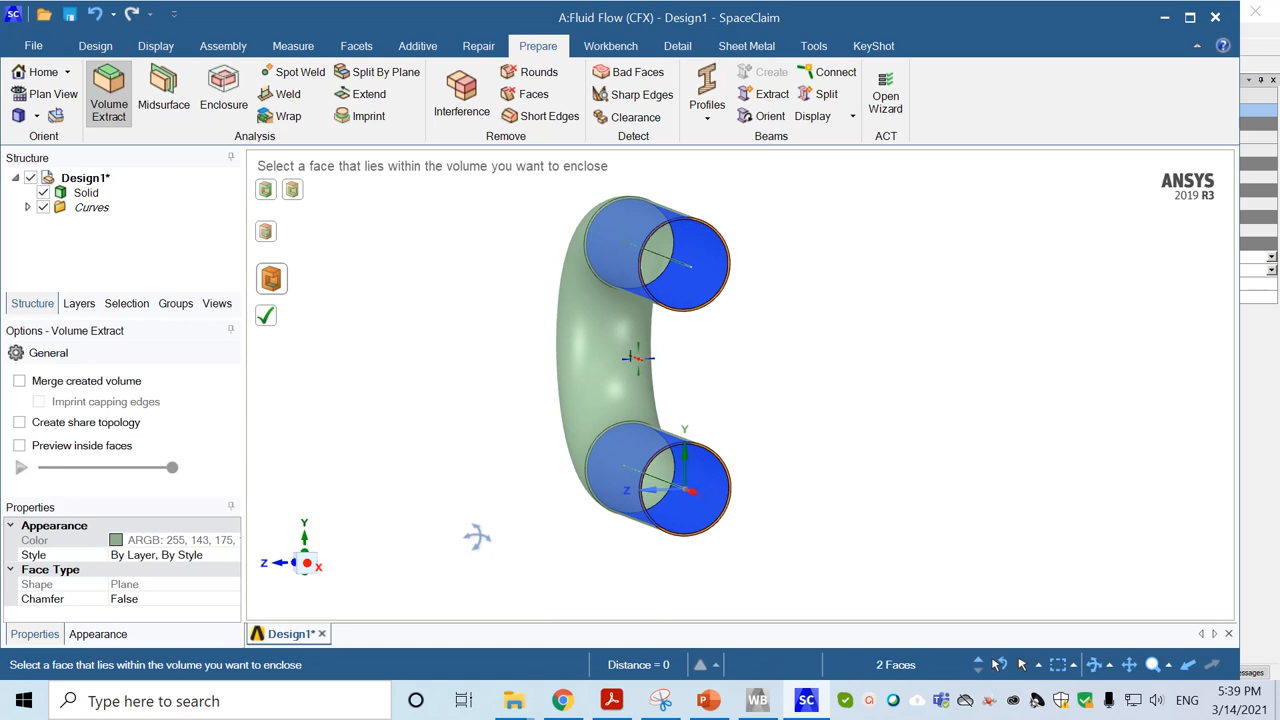 A:Fluid Flow (CFX) - Design1 - SpaceClaim
File Design Display Assembly Measure Facets Additive Repair Prepare Workbench Detail Sheet Metal Tools KeyShot
Home Spot Weld Split By Plane Rounds Bad Faces Create Connect
Plan View Volume Extract Midsurface Enclosure Weld Extend Interference Faces Sharp Edges Profiles Extract Split Open Wizard
Wrap Imprint Short Edges Clearance Orient Display
Orient Analysis Remove Detect Beams ACT
Structure
Select a face that lies within the volume you want to enclose
Design1*
Solid
Curves
ANSYS
2019 R3
Structure Layers Selection Groups Views
Options - Volume Extract
General
Merge created volume
Imprint capping edges
Create share topology
Preview inside faces
Y
Z
Properties
Appearance
Color ARGB: 255, 143, 175,
Style By Layer, By Style
Face Type
Shape Plane
Chamfer False
Y
Z
X
Properties Appearance
Design1*
Select a face that lies within the volume you want to enclose Distance = 0 2 Faces
essages
Type here to search
WB
SC
ENG
5:39 PM
3/14/2021